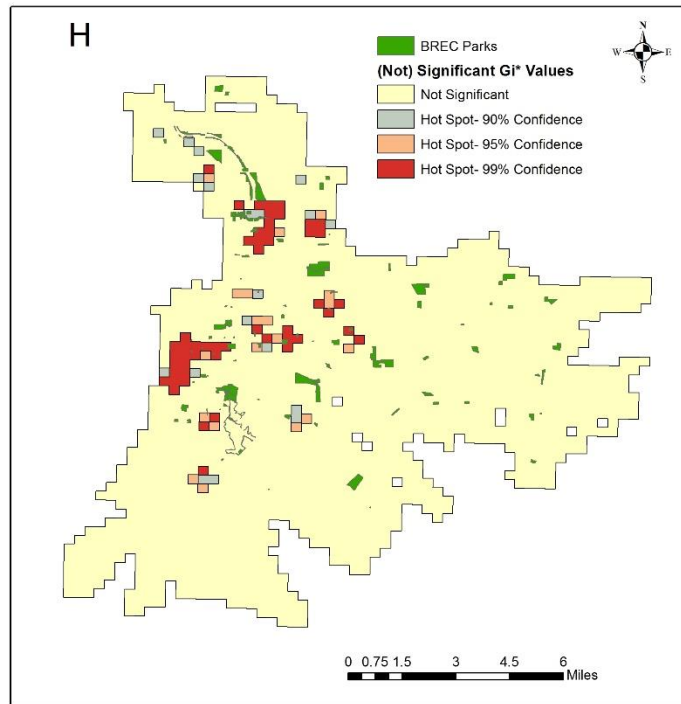 H
BREC Parks
(Not) Significant Gi* Values
Not Significant
Hot Spot- 90% Confidence
Hot Spot- 95% Confidence
Hot Spot- 99% Confidence
N
W E
S
0 0.75 1.5 3 4.5 6
Miles